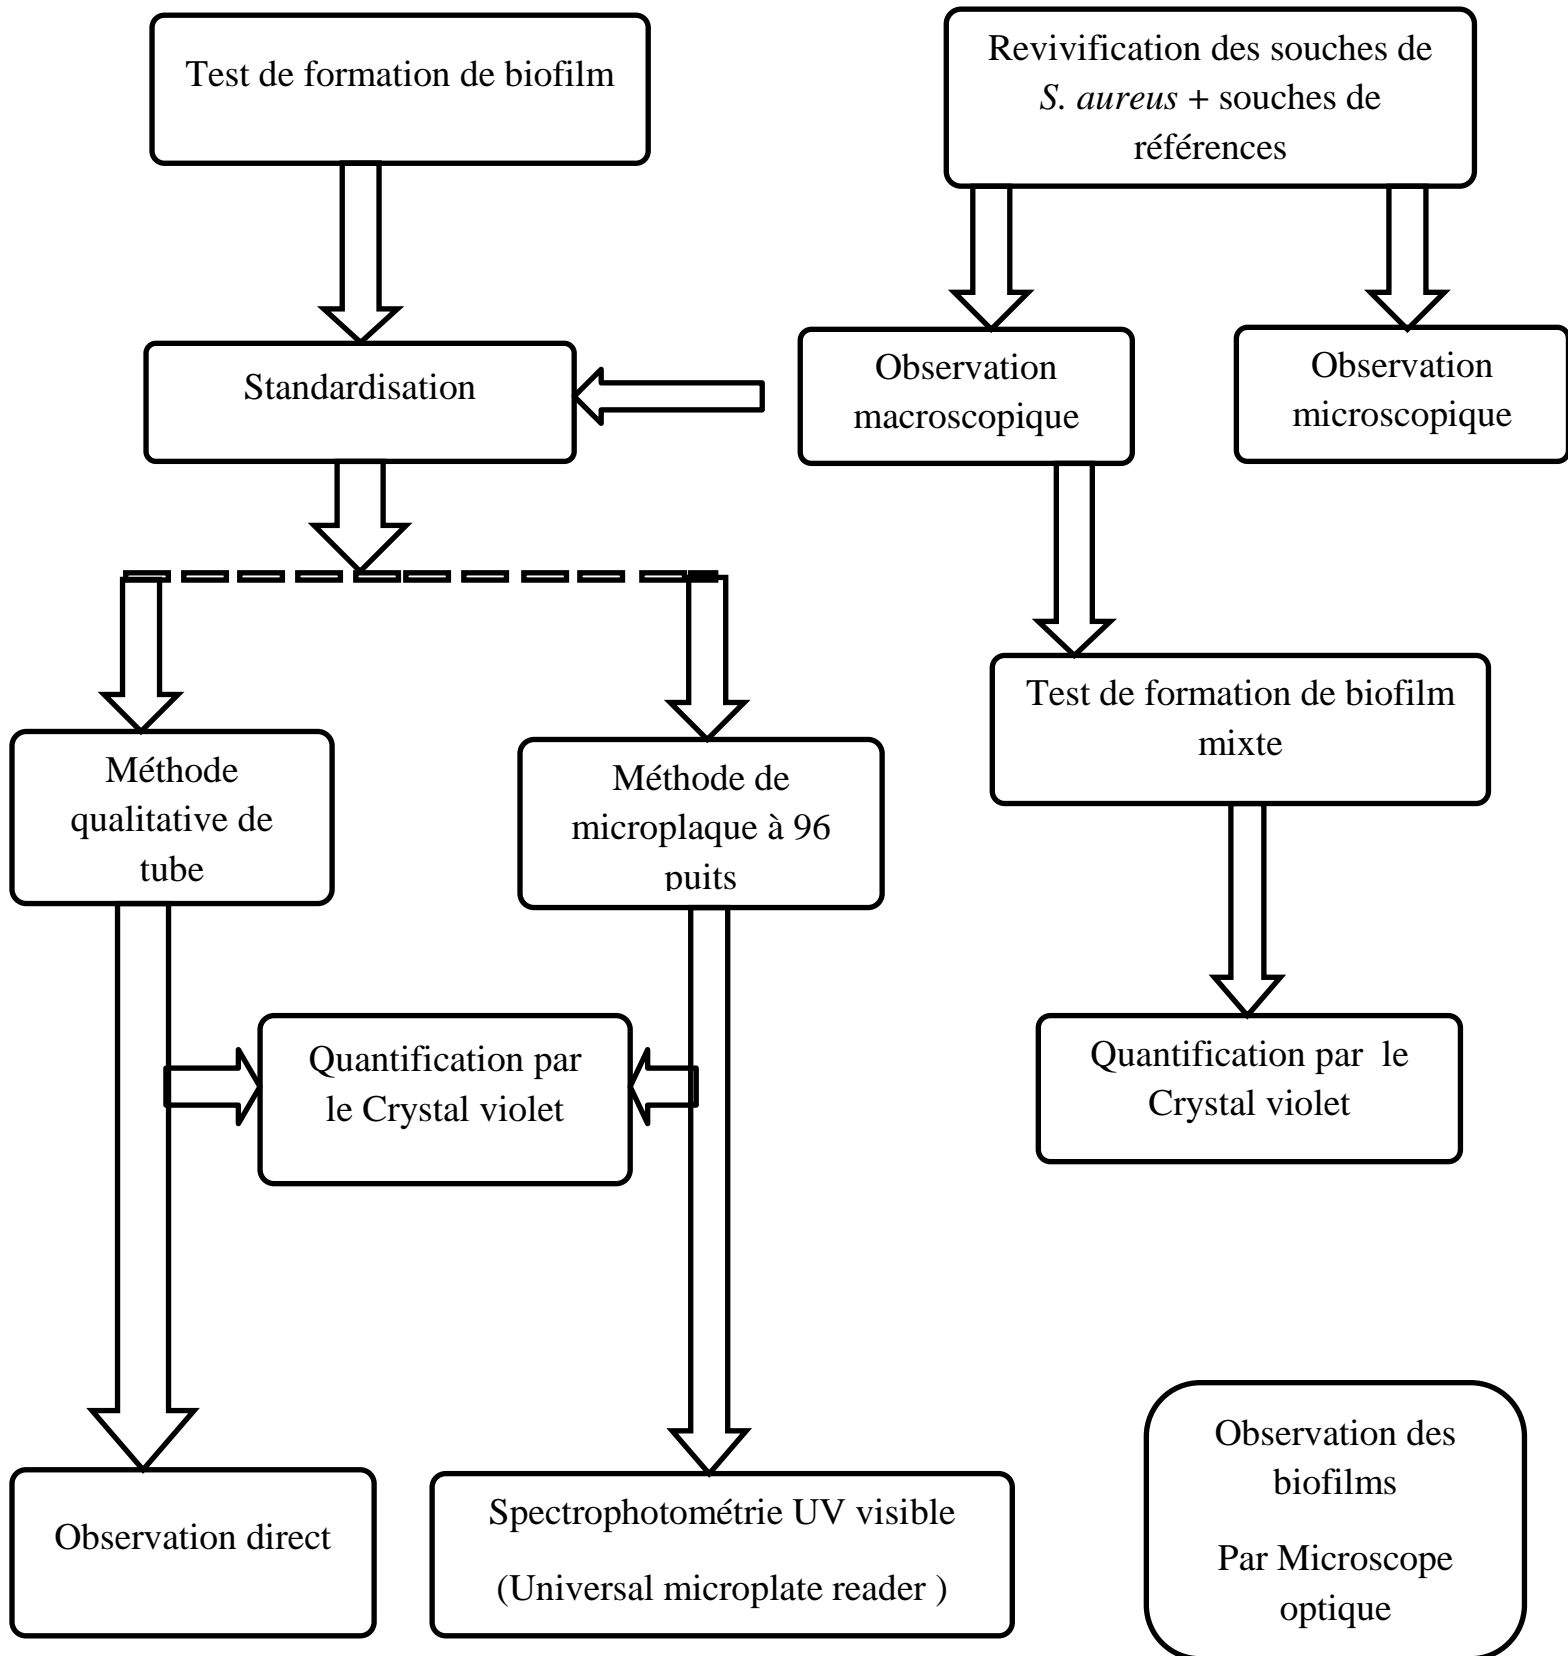 Test de formation de biofilm
Revivification des souches de
S. aureus + souches de
références
Standardisation
Observation
macroscopique
Observation
microscopique
Test de formation de biofilm
mixte
Méthode
qualitative de
tube
Méthode de
microplaque à 96
puits
Quantification par
le Crystal violet
Quantification par le
Crystal violet
Observation direct
Spectrophotométrie UV visible
(Universal microplate reader )
Observation des
biofilms
Par Microscope
optique